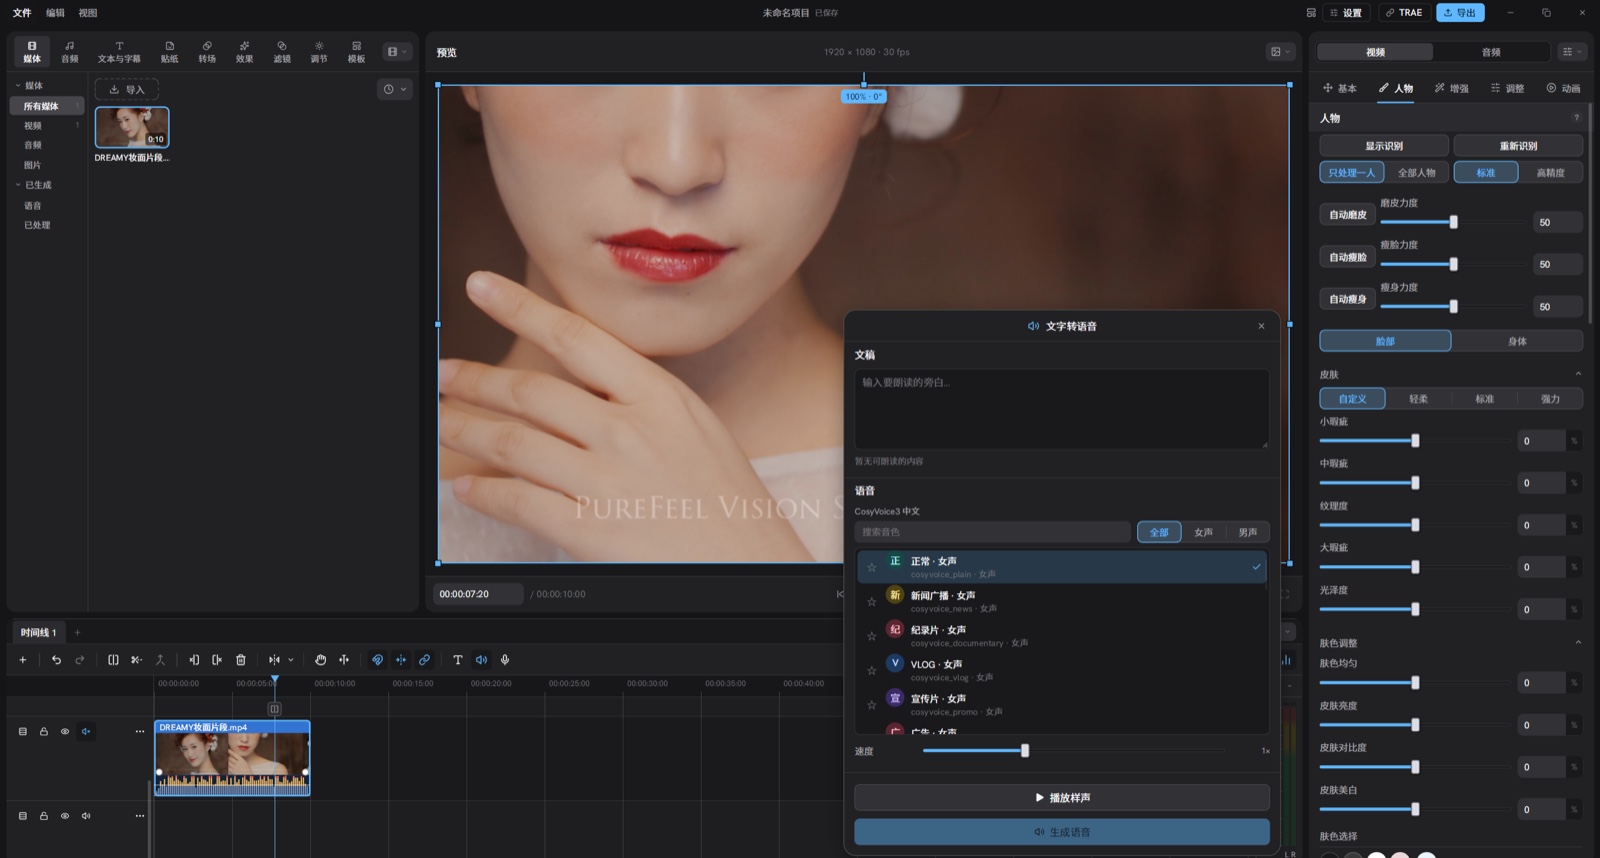 文件 编辑 视图
未命名项目 已保存
设置 TRAE 导出
媒体 音频 文本与字幕 贴纸 转场 效果 滤镜 调节 模板
媒体
所有媒体 1
视频 1
音频
图片
已生成
语音
已处理
导入
0:10
DREAMY妆面片段...
预览
1920 × 1080 · 30 fps
100% · 0°
PUREFEEL VISION S
00:00:07:20 / 00:00:10:00
文字转语音
文稿
输入要朗读的旁白...
暂无可朗读的内容
语音
CosyVoice3 中文
搜索音色 全部 女声 男声
正 正常 · 女声
cosyvoice_plain · 女声
新 新闻广播 · 女声
cosyvoice_news · 女声
纪 纪录片 · 女声
cosyvoice_documentary · 女声
V VLOG · 女声
cosyvoice_vlog · 女声
宣 宣传片 · 女声
cosyvoice_promo · 女声
广 广告 · 女声
速度 1×
播放样声
生成语音
视频 音频
基本 人物 增强 调整 动画
人物 ?
显示识别 重新识别
只处理一人 全部人物 标准 高精度
自动磨皮 磨皮力度 50
自动瘦脸 瘦脸力度 50
自动瘦身 瘦身力度 50
脸部 身体
皮肤
自定义 轻柔 标准 强力
小瑕疵
0 %
中瑕疵
0 %
纹理度
0 %
大瑕疵
0 %
光泽度
0 %
肤色调整
肤色均匀
0 %
皮肤亮度
0 %
皮肤对比度
0 %
皮肤美白
0 %
肤色选择
时间线 1 +
00:00:00:00 00:00:05:00 00:00:10:00 00:00:15:00 00:00:20:00 00:00:25:00 00:00:30:00 00:00:35:00 00:00:40:00
DREAMY妆面片段.mp4
L R